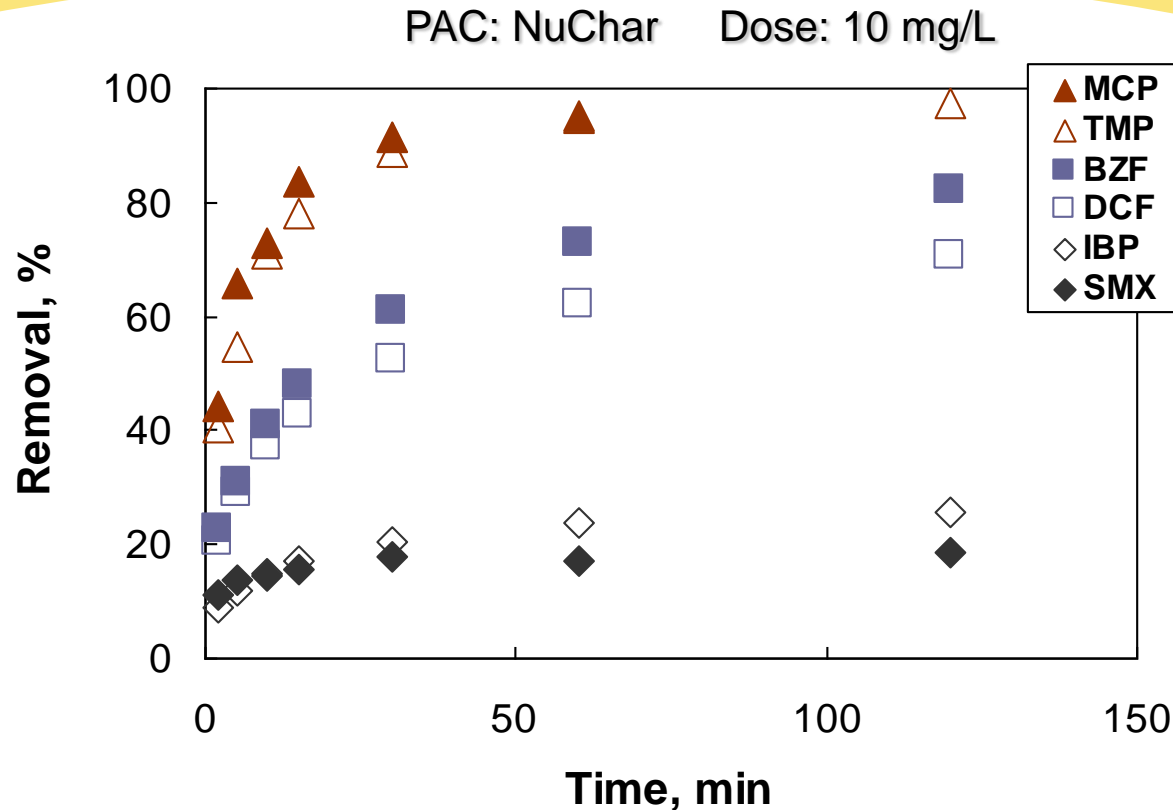 PAC: NuChar Dose: 10 mg/L
100
80
60
40
20
0
Removal, %
0 50 100 150
Time, min
MCP
TMP
BZF
DCF
IBP
SMX